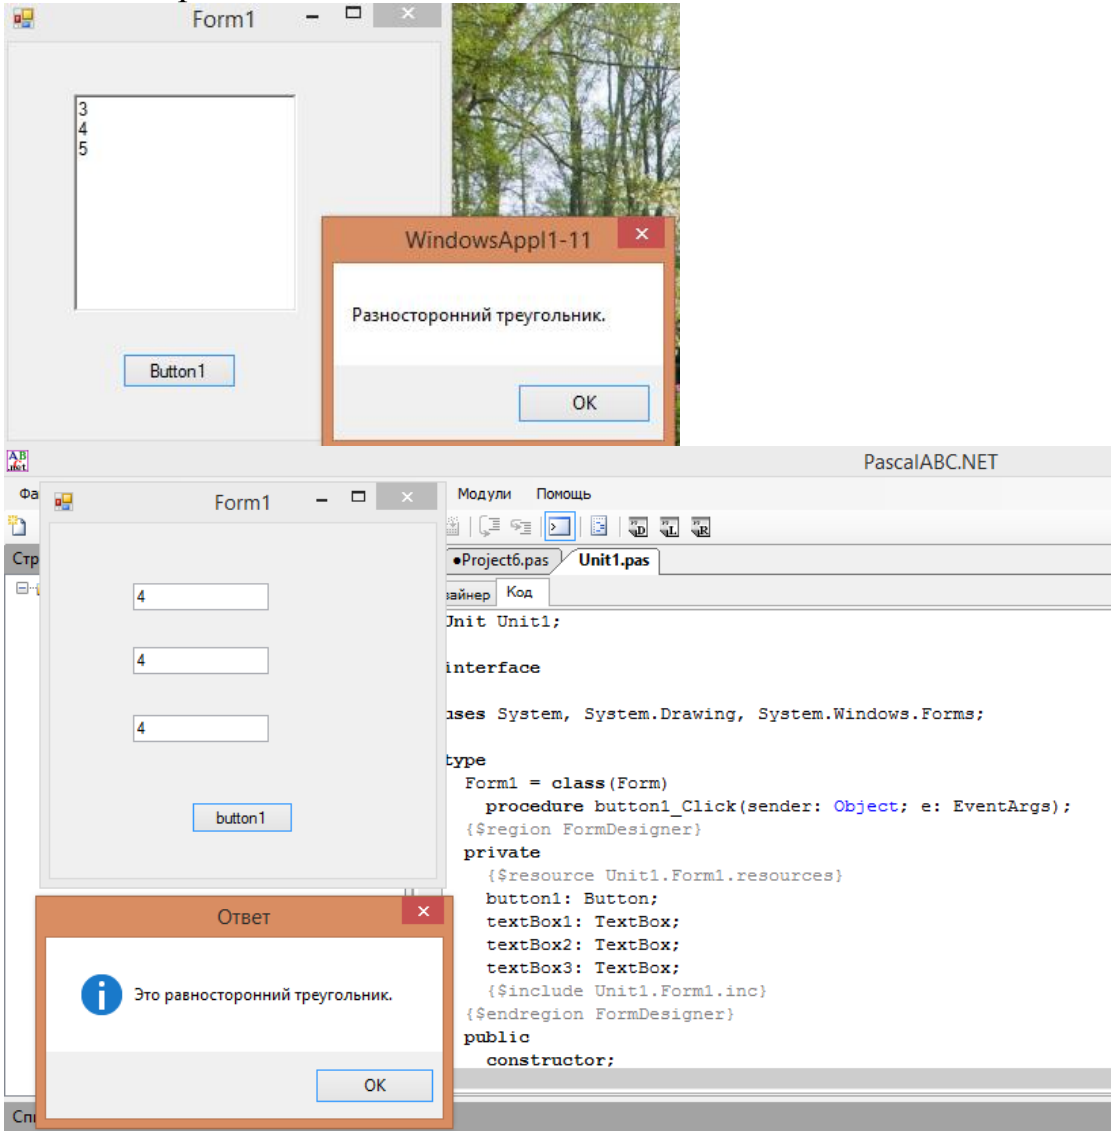 Form1
3
4
5
WindowsAppl1-11
Разносторонний треугольник.
Button1
OK
PascalABC.NET
Модули Помощь
Form1
●Project6.pas Unit1.pas
Код
4
4
4
button1
Unit Unit1;
interface
uses System, System.Drawing, System.Windows.Forms;
type
Form1 = class(Form)
procedure button1_Click(sender: Object; e: EventArgs);
{$region FormDesigner}
private
{$resource Unit1.Form1.resources}
button1: Button;
textBox1: TextBox;
textBox2: TextBox;
textBox3: TextBox;
{$include Unit1.Form1.inc}
{$endregion FormDesigner}
public
constructor;
Ответ
Это равносторонний треугольник.
OK